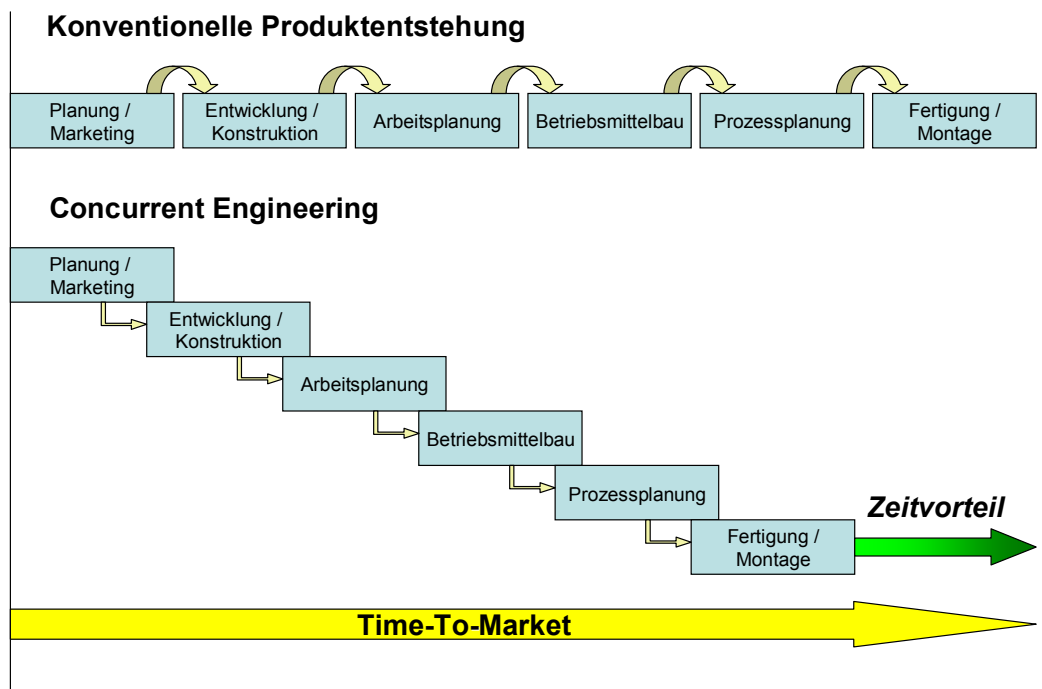 Konventionelle Produktentstehung
Planung /
Marketing
Entwicklung /
Konstruktion
Arbeitsplanung
Betriebsmittelbau
Prozessplanung
Fertigung /
Montage
Concurrent Engineering
Planung /
Marketing
Entwicklung /
Konstruktion
Arbeitsplanung
Betriebsmittelbau
Prozessplanung
Fertigung /
Montage
Zeitvorteil
Time-To-Market